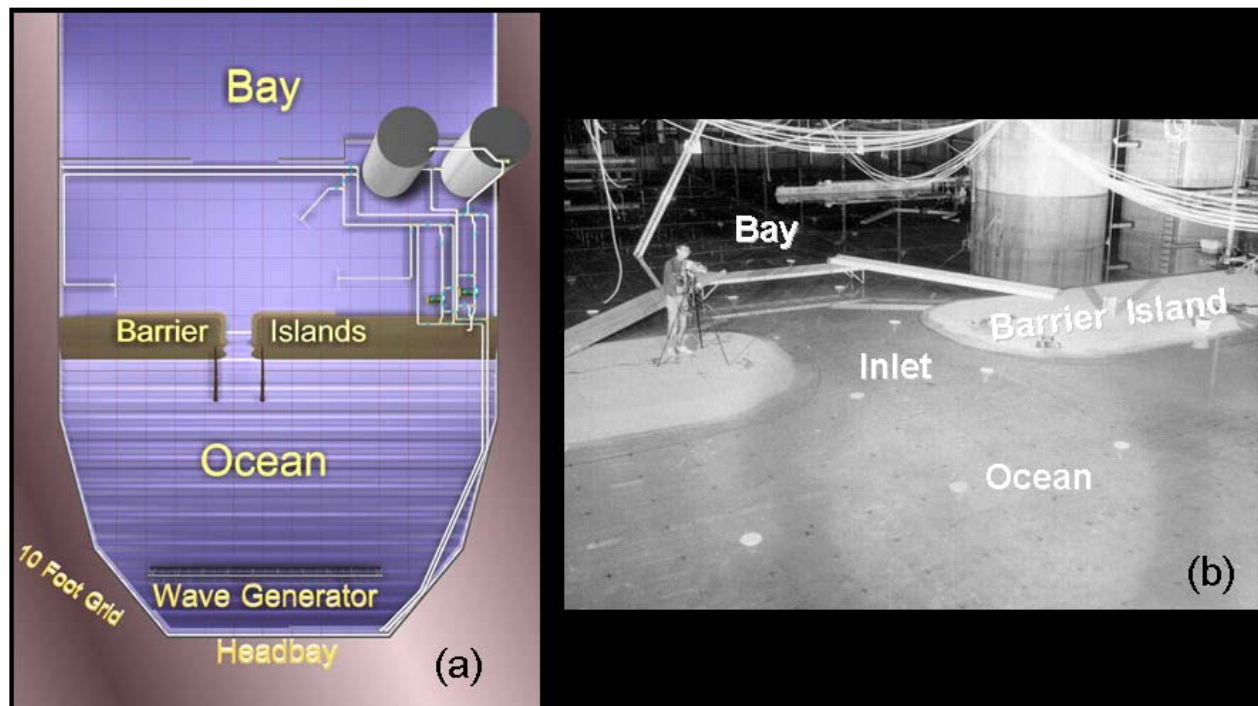 Bay
Barrier Islands
Ocean
Wave Generator
10 Foot Grid
Headbay
(a)
Bay
Barrier Island
Inlet
Ocean
(b)